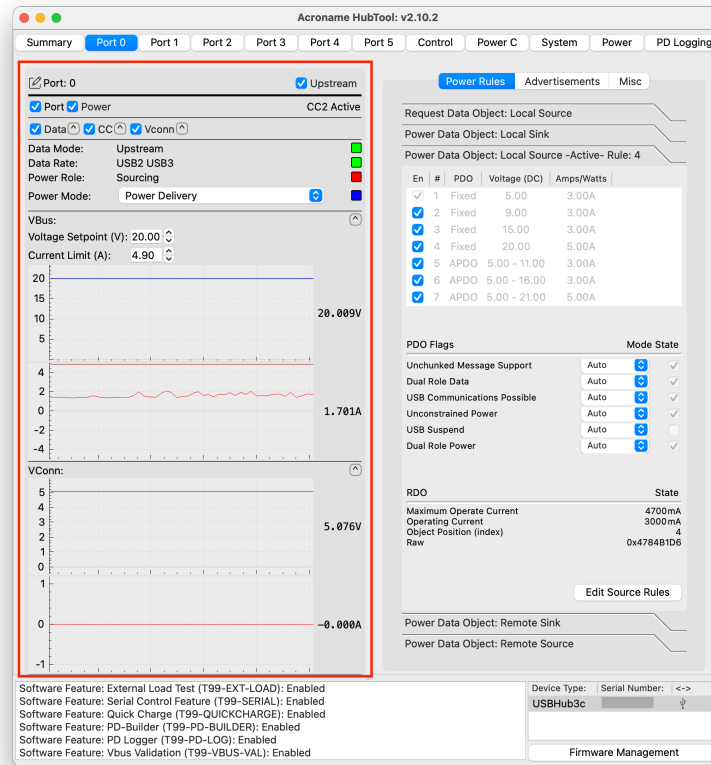 Acroname HubTool: v2.10.2
Summary Port 0 Port 1 Port 2 Port 3 Port 4 Port 5 Control Power C System Power PD Logging
Port: 0 Upstream
Port Power CC2 Active
Data CC Vconn
Data Mode: Upstream
Data Rate: USB2 USB3
Power Role: Sourcing
Power Mode: Power Delivery
VBus:
Voltage Setpoint (V): 20.00
Current Limit (A): 4.90
20
15
10
5
20.009V
4
2
0
-2
-4
1.701A
VConn:
5
4
3
2
1
0
5.076V
1
0
-1
-0.000A
Power Rules Advertisements Misc
Request Data Object: Local Source
Power Data Object: Local Sink
Power Data Object: Local Source -Active- Rule: 4
En # PDO Voltage (DC) Amps/Watts
1 Fixed 5.00 3.00A
2 Fixed 9.00 3.00A
3 Fixed 15.00 3.00A
4 Fixed 20.00 5.00A
5 APDO 5.00 - 11.00 3.00A
6 APDO 5.00 - 16.00 3.00A
7 APDO 5.00 - 21.00 5.00A
PDO Flags Mode State
Unchunked Message Support Auto
Dual Role Data Auto
USB Communications Possible Auto
Unconstrained Power Auto
USB Suspend Auto
Dual Role Power Auto
RDO State
Maximum Operate Current 4700mA
Operating Current 3000mA
Object Position (index) 4
Raw 0x4784B1D6
Edit Source Rules
Power Data Object: Remote Sink
Power Data Object: Remote Source
Software Feature: External Load Test (T99-EXT-LOAD): Enabled
Software Feature: Serial Control Feature (T99-SERIAL): Enabled
Software Feature: Quick Charge (T99-QUICKCHARGE): Enabled
Software Feature: PD-Builder (T99-PD-BUILDER): Enabled
Software Feature: PD Logger (T99-PD-LOG): Enabled
Software Feature: Vbus Validation (T99-VBUS-VAL): Enabled
Device Type: Serial Number: <->
USBHub3c
Firmware Management